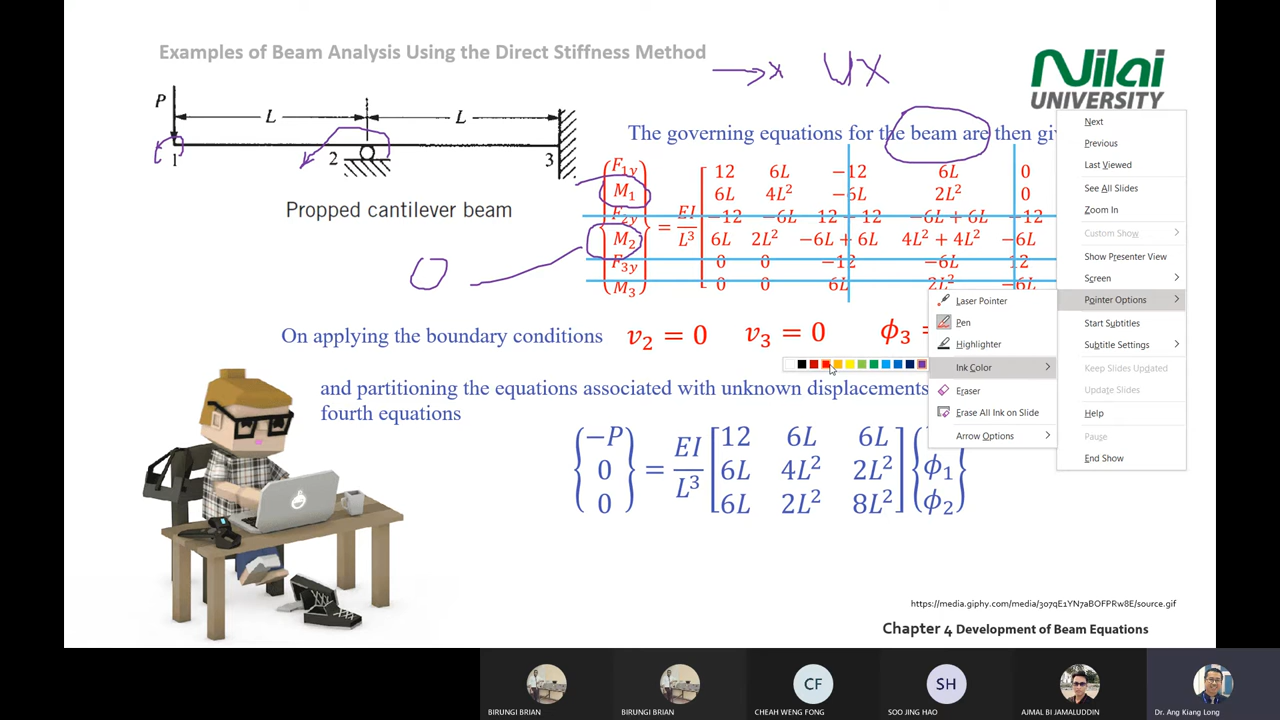 Examples of Beam Analysis Using the Direct Stiffness Method
→x UX
Nilai
UNIVERSITY
P
L L
1 2 3
Propped cantilever beam
The governing equations for the beam are then gi
F1y 12 6L −12 6L 0
M1 6L 4L² −6L 2L² 0
F2y −12 −6L 12 + 12 −6L + 6L −12
M2 = EI/L³ 6L 2L² −6L + 6L 4L² + 4L² −6L
F3y 0 0 −12 −6L 12
M3 0 0 6L 2L² −6L
0
On applying the boundary conditions v2 = 0 v3 = 0 ϕ3 =
and partitioning the equations associated with unknown displacements
fourth equations
−P 12 6L 6L
0 = EI/L³ 6L 4L² 2L² ϕ1
0 6L 2L² 8L² ϕ2
Next
Previous
Last Viewed
See All Slides
Zoom In
Custom Show
Show Presenter View
Screen
Pointer Options
Start Subtitles
Subtitle Settings
Keep Slides Updated
Update Slides
Help
Pause
End Show
Laser Pointer
Pen
Highlighter
Ink Color
Eraser
Erase All Ink on Slide
Arrow Options
https://media.giphy.com/media/307qE1YN7aBOFPRw8E/source.gif
Chapter 4 Development of Beam Equations
CF
SH
BIRUNGI BRIAN
BIRUNGI BRIAN
CHEAH WENG FONG
SOO JING HAO
AJMAL BI JAMALUDDIN
Dr. Ang Kiang Long